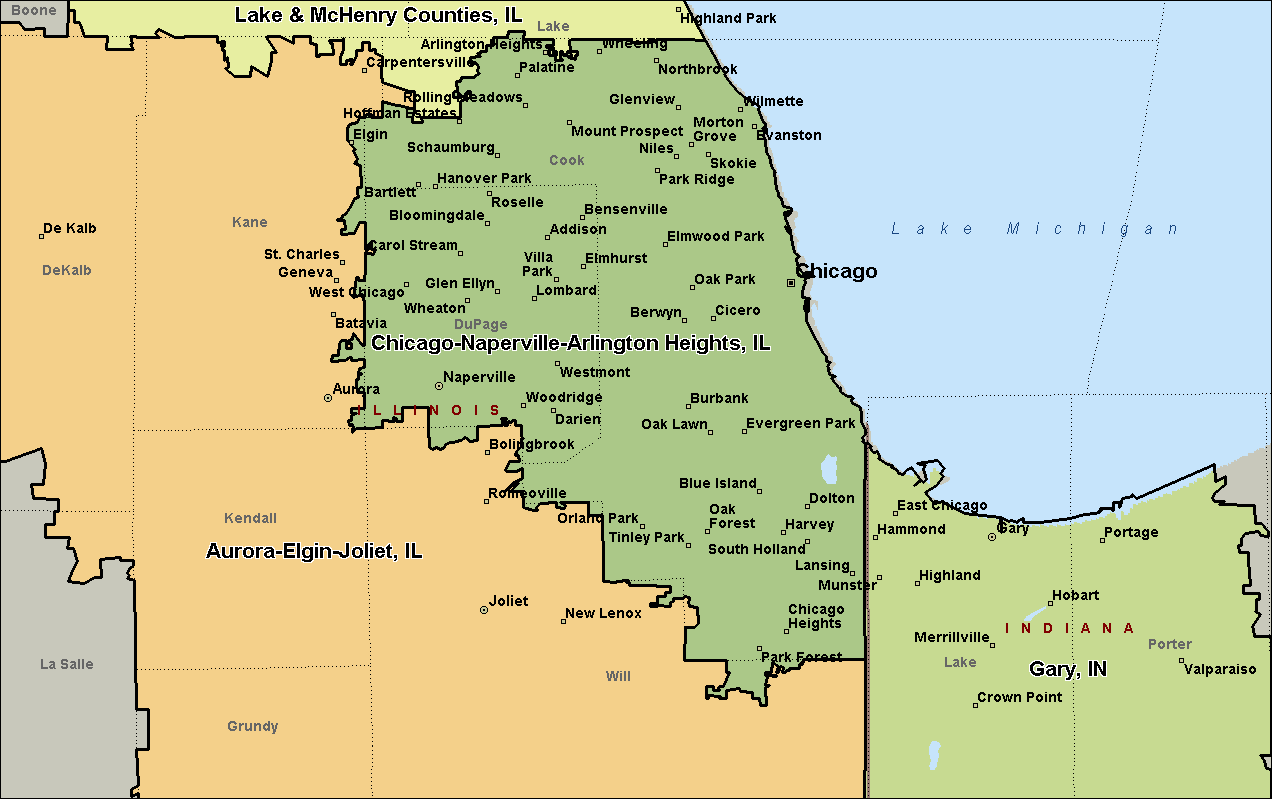 Boone
Lake & McHenry Counties, IL
Highland Park
Lake
Arlington Heights
Wheeling
Carpentersville
Palatine
Northbrook
Rolling Meadows
Glenview
Wilmette
Hoffman Estates
Elgin
Mount Prospect
Morton
Grove
Evanston
Schaumburg
Niles
Skokie
Cook
Hanover Park
Park Ridge
Bartlett
Roselle
Bloomingdale
Bensenville
Kane
De Kalb
Addison
Elmwood Park
Lake Michigan
Carol Stream
St. Charles
Villa
Park
Elmhurst
DeKalb
Geneva
Chicago
West Chicago
Glen Ellyn
Lombard
Oak Park
Wheaton
Berwyn
Cicero
Batavia
DuPage
Chicago-Naperville-Arlington Heights, IL
Westmont
Naperville
Aurora
Woodridge
Burbank
ILLINOIS
Darien
Oak Lawn
Evergreen Park
Bolingbrook
Blue Island
Romeoville
Dolton
East Chicago
Kendall
Orland Park
Oak
Forest
Harvey
Hammond
Gary
Portage
Tinley Park
South Holland
Aurora-Elgin-Joliet, IL
Lansing
Munster
Highland
Joliet
New Lenox
Chicago
Heights
Hobart
INDIANA
Merrillville
Porter
La Salle
Park Forest
Lake
Gary, IN
Valparaiso
Will
Crown Point
Grundy